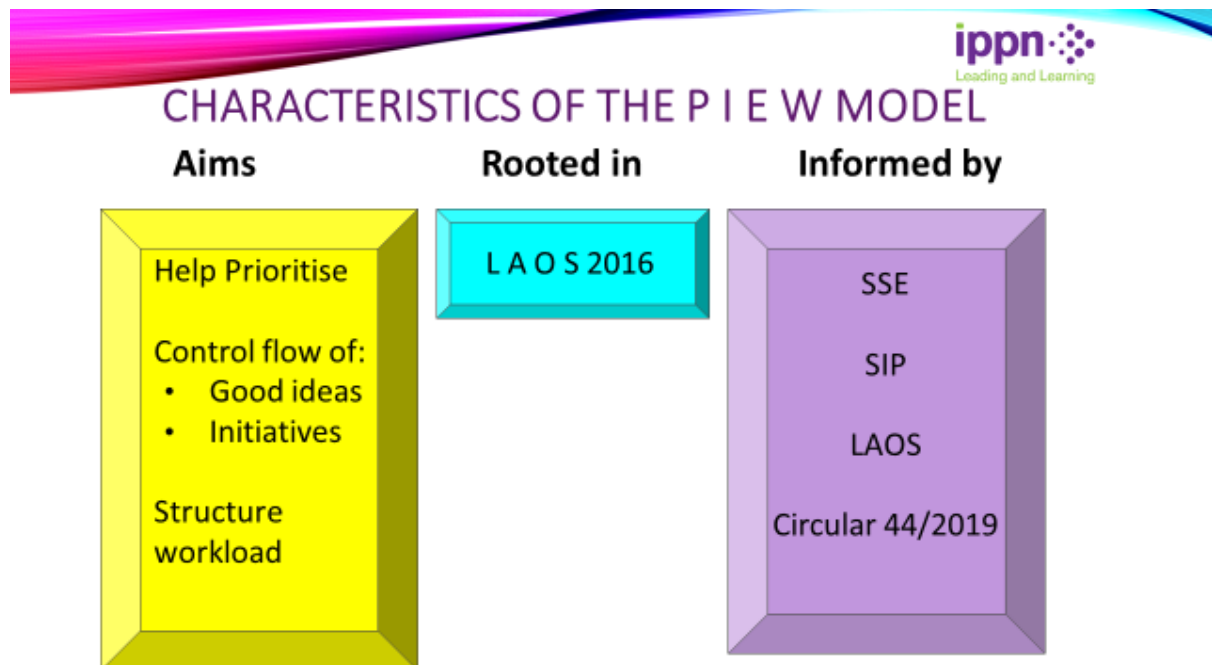 ippn
Leading and Learning
CHARACTERISTICS OF THE P I E W MODEL
Aims
Help Prioritise
Control flow of:
• Good ideas
• Initiatives
Structure
workload
Rooted in
L A O S 2016
Informed by
SSE
SIP
LAOS
Circular 44/2019